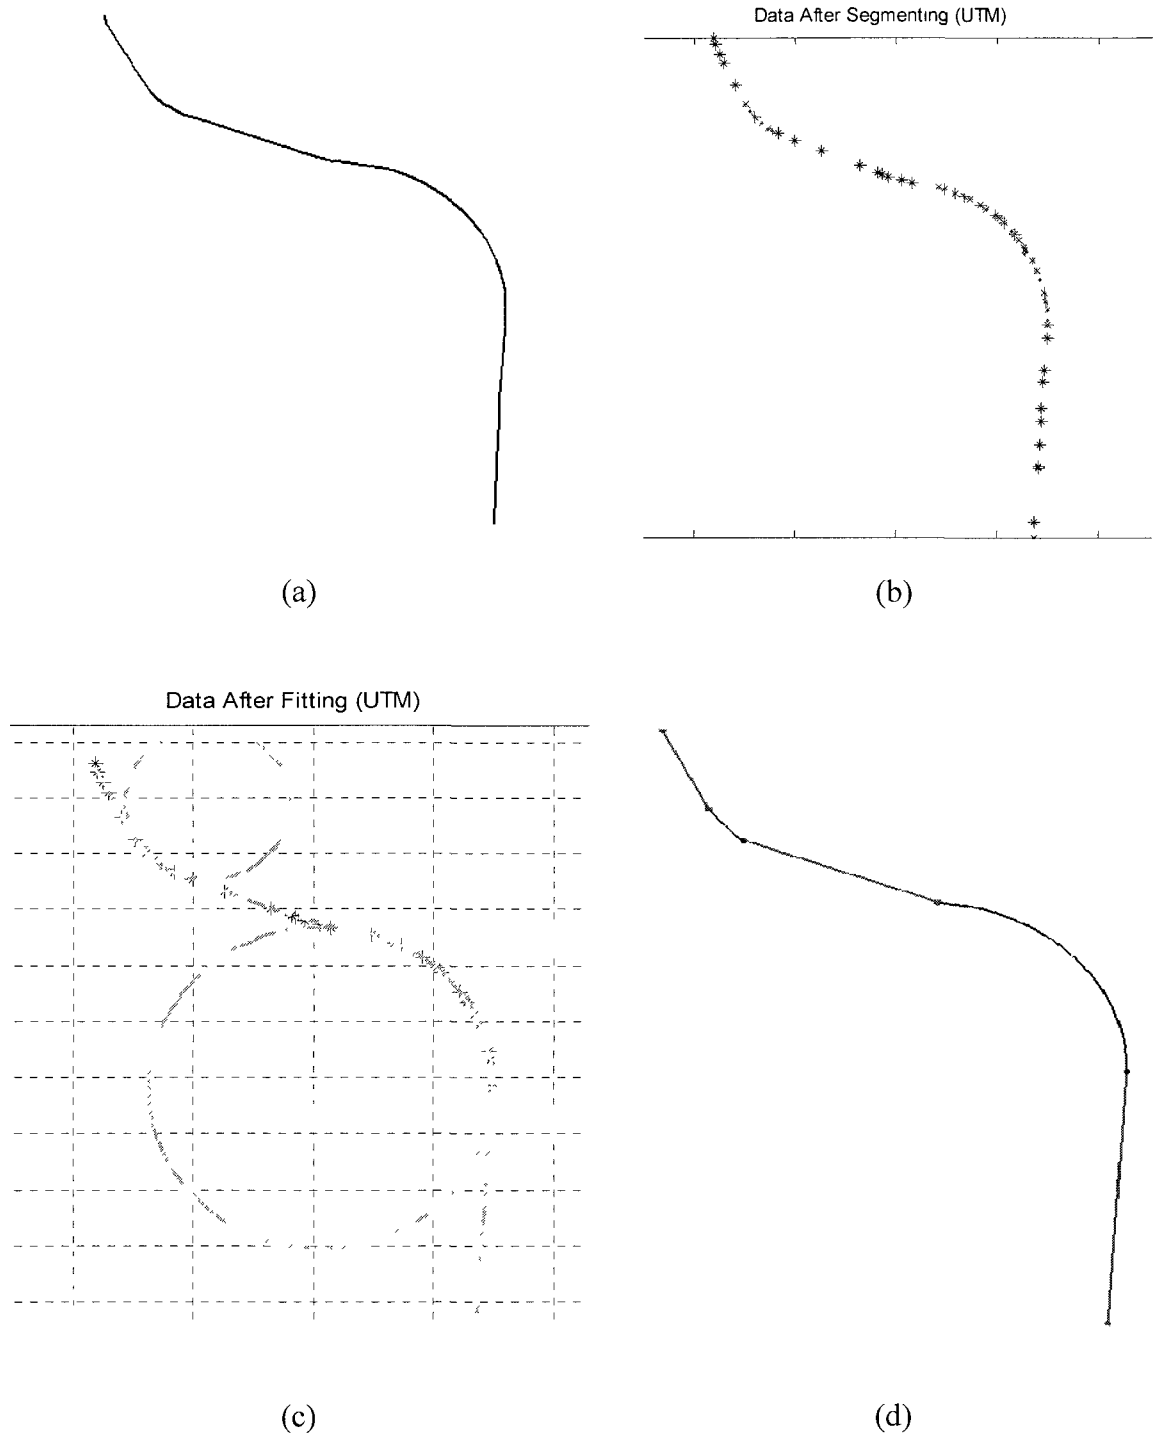 Data After Segmenting (UTM)
(a)
(b)
Data After Fitting (UTM)
(c)
(d)